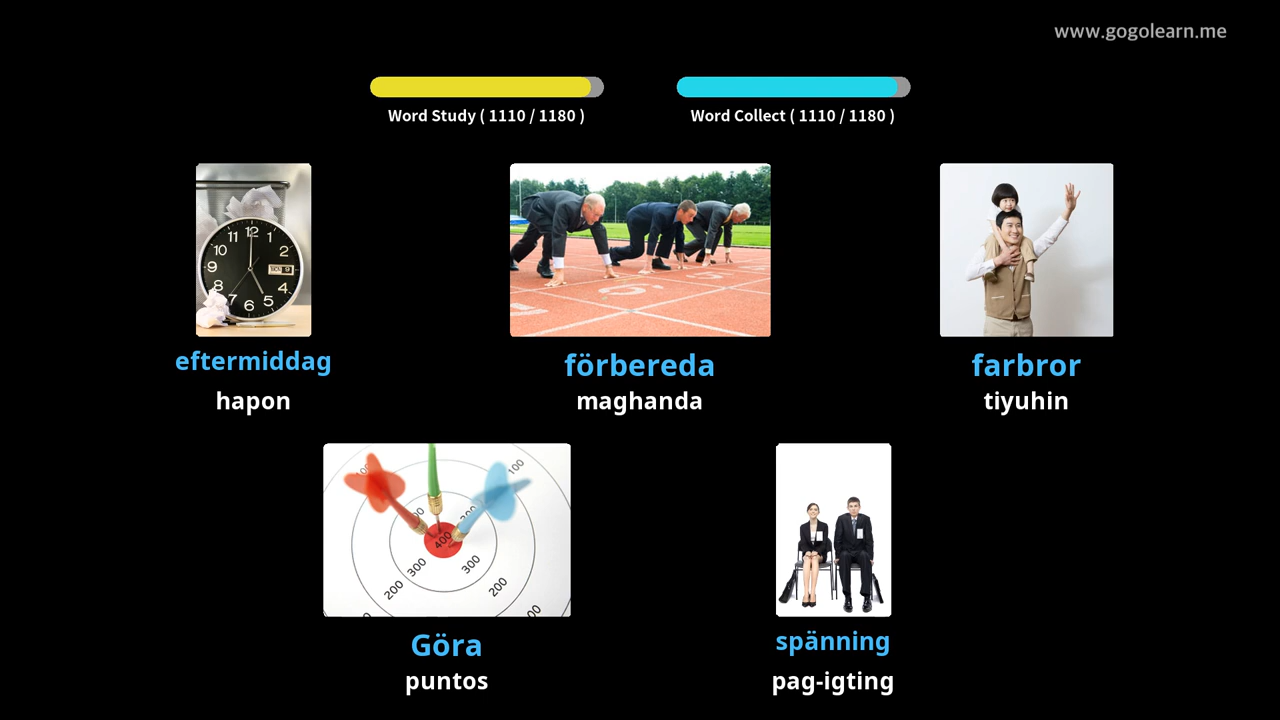 www.gogolearn.me
Word Study ( 1110 / 1180 )
Word Collect ( 1110 / 1180 )
eftermiddag
hapon
förbereda
maghanda
farbror
tiyuhin
Göra
puntos
spänning
pag-igting